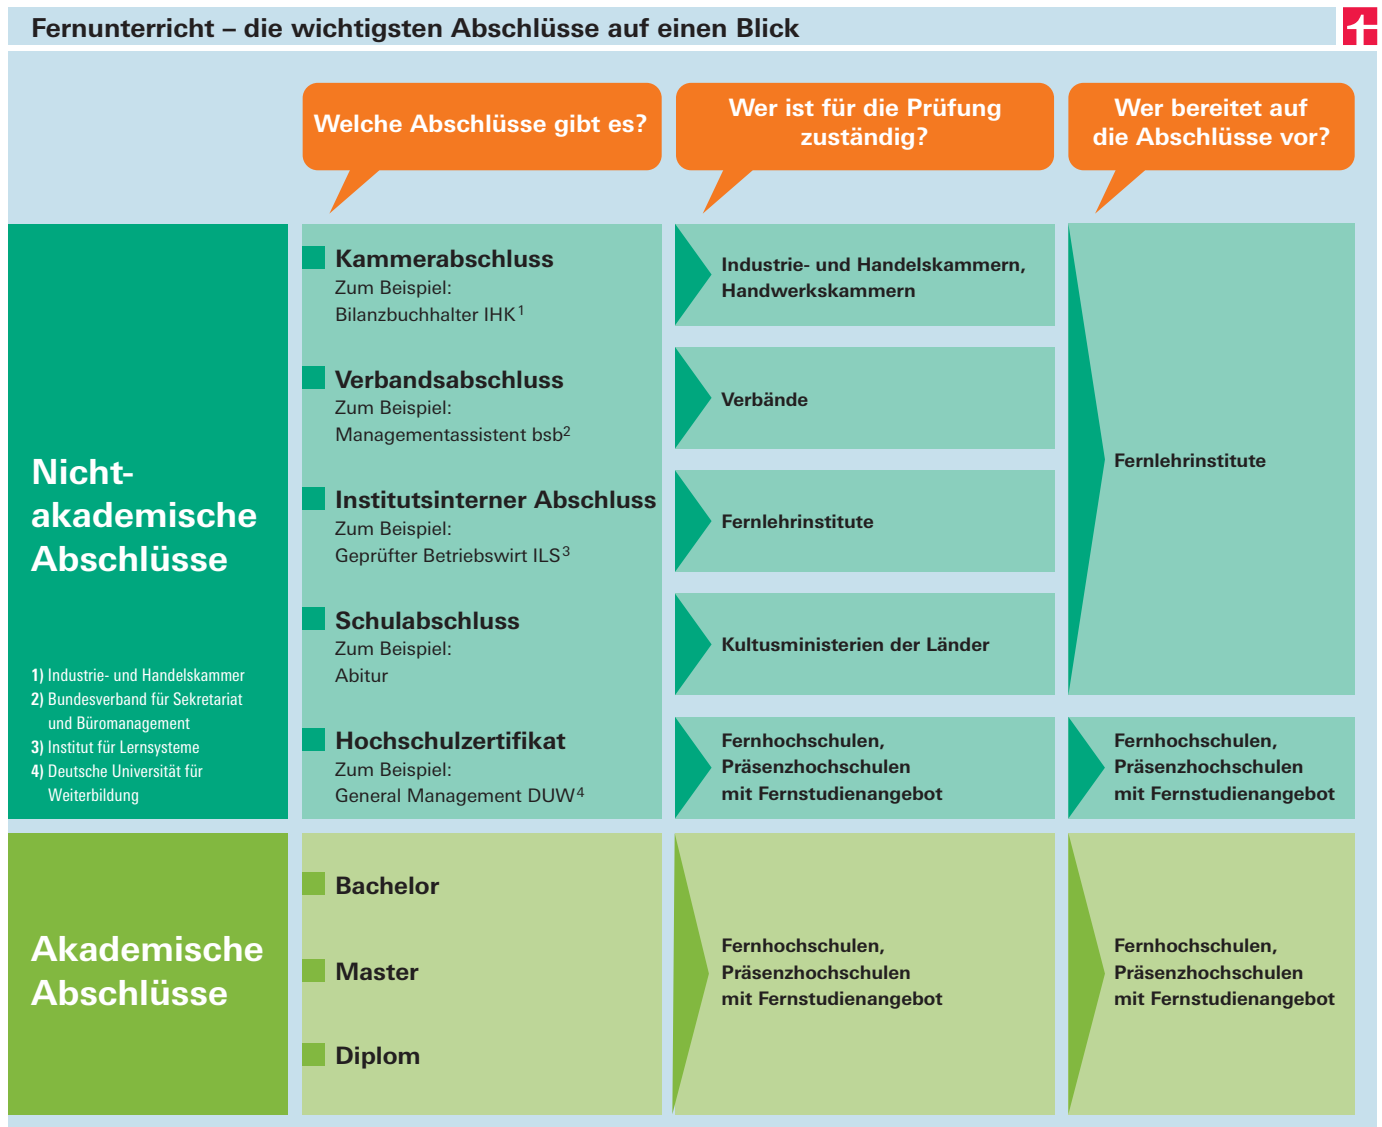 Fernunterricht – die wichtigsten Abschlüsse auf einen Blick
Welche Abschlüsse gibt es?
Wer ist für die Prüfung
zuständig?
Wer bereitet auf
die Abschlüsse vor?
Nicht-
akademische
Abschlüsse
1) Industrie- und Handelskammer
2) Bundesverband für Sekretariat
und Büromanagement
3) Institut für Lernsysteme
4) Deutsche Universität für
Weiterbildung
Kammerabschluss
Zum Beispiel:
Bilanzbuchhalter IHK1
Industrie- und Handelskammern,
Handwerkskammern
Verbandsabschluss
Zum Beispiel:
Managementassistent bsb2
Verbände
Institutsinterner Abschluss
Zum Beispiel:
Geprüfter Betriebswirt ILS3
Fernlehrinstitute
Schulabschluss
Zum Beispiel:
Abitur
Kultusministerien der Länder
Fernlehrinstitute
Hochschulzertifikat
Zum Beispiel:
General Management DUW4
Fernhochschulen,
Präsenzhochschulen
mit Fernstudienangebot
Fernhochschulen,
Präsenzhochschulen
mit Fernstudienangebot
Akademische
Abschlüsse
Bachelor
Master
Diplom
Fernhochschulen,
Präsenzhochschulen
mit Fernstudienangebot
Fernhochschulen,
Präsenzhochschulen
mit Fernstudienangebot